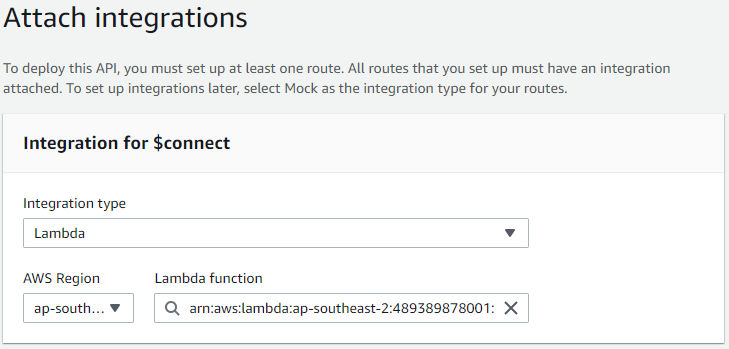 Attach integrations
To deploy this API, you must set up at least one route. All routes that you set up must have an integration
attached. To set up integrations later, select Mock as the integration type for your routes.
Integration for $connect
Integration type
Lambda
AWS Region
Lambda function
ap-south...
arn:aws:lambda:ap-southeast-2:489389878001: